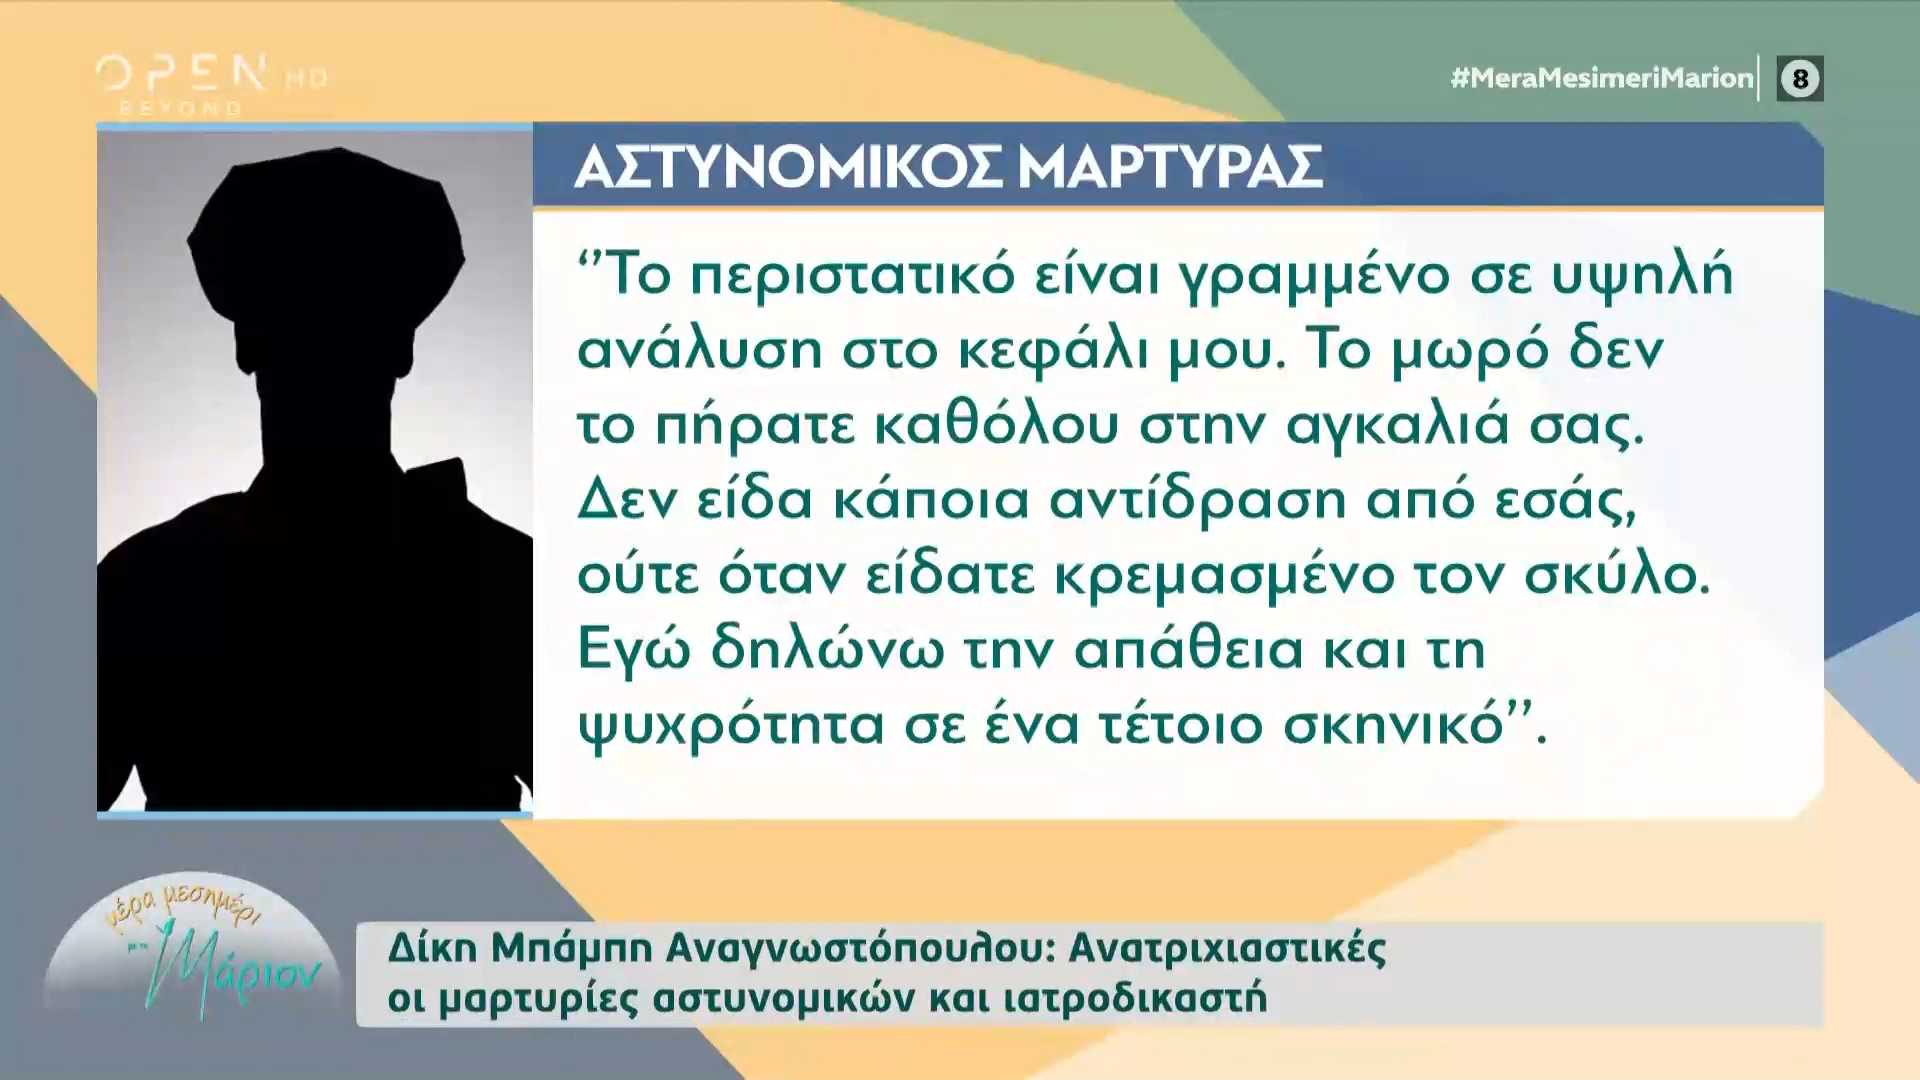 OPEN HD
BEYOND
#MeraMesimeriMarion
8
ΑΣΤΥΝΟΜΙΚΟΣ ΜΑΡΤΥΡΑΣ
‘’Το περιστατικό είναι γραμμένο σε υψηλή
ανάλυση στο κεφάλι μου. Το μωρό δεν
το πήρατε καθόλου στην αγκαλιά σας.
Δεν είδα κάποια αντίδραση από εσάς,
ούτε όταν είδατε κρεμασμένο τον σκύλο.
Εγώ δηλώνω την απάθεια και τη
ψυχρότητα σε ένα τέτοιο σκηνικό’’.
μέρα μεσημέρι
με τη Μάριον
Δίκη Μπάμπη Αναγνωστόπουλου: Ανατριχιαστικές
οι μαρτυρίες αστυνομικών και ιατροδικαστή